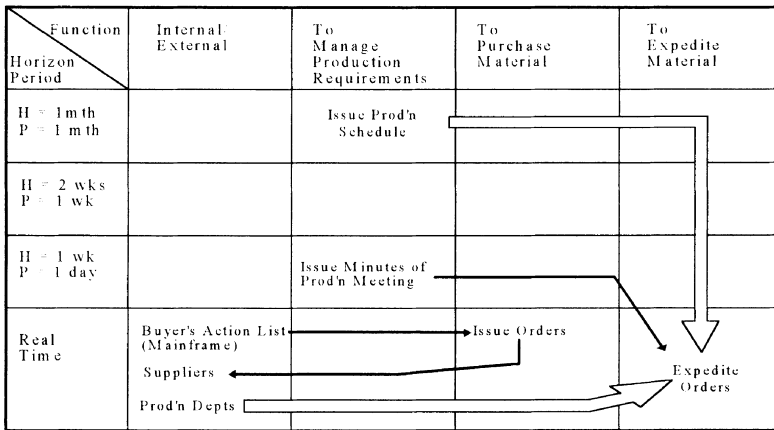 Function
Horizon
Period
Internal/
External
To
Manage
Production
Requirements
To
Purchase
Material
To
Expedite
Material
H = 1mth
P = 1 mth
Issue Prod'n
Schedule
H = 2 wks
P = 1 wk
H = 1 wk
P = 1 day
Issue Minutes of
Prod'n Meeting
Real
Time
Buyer's Action List
(Mainframe)
Issue Orders
Suppliers
Prod'n Depts
Expedite
Orders